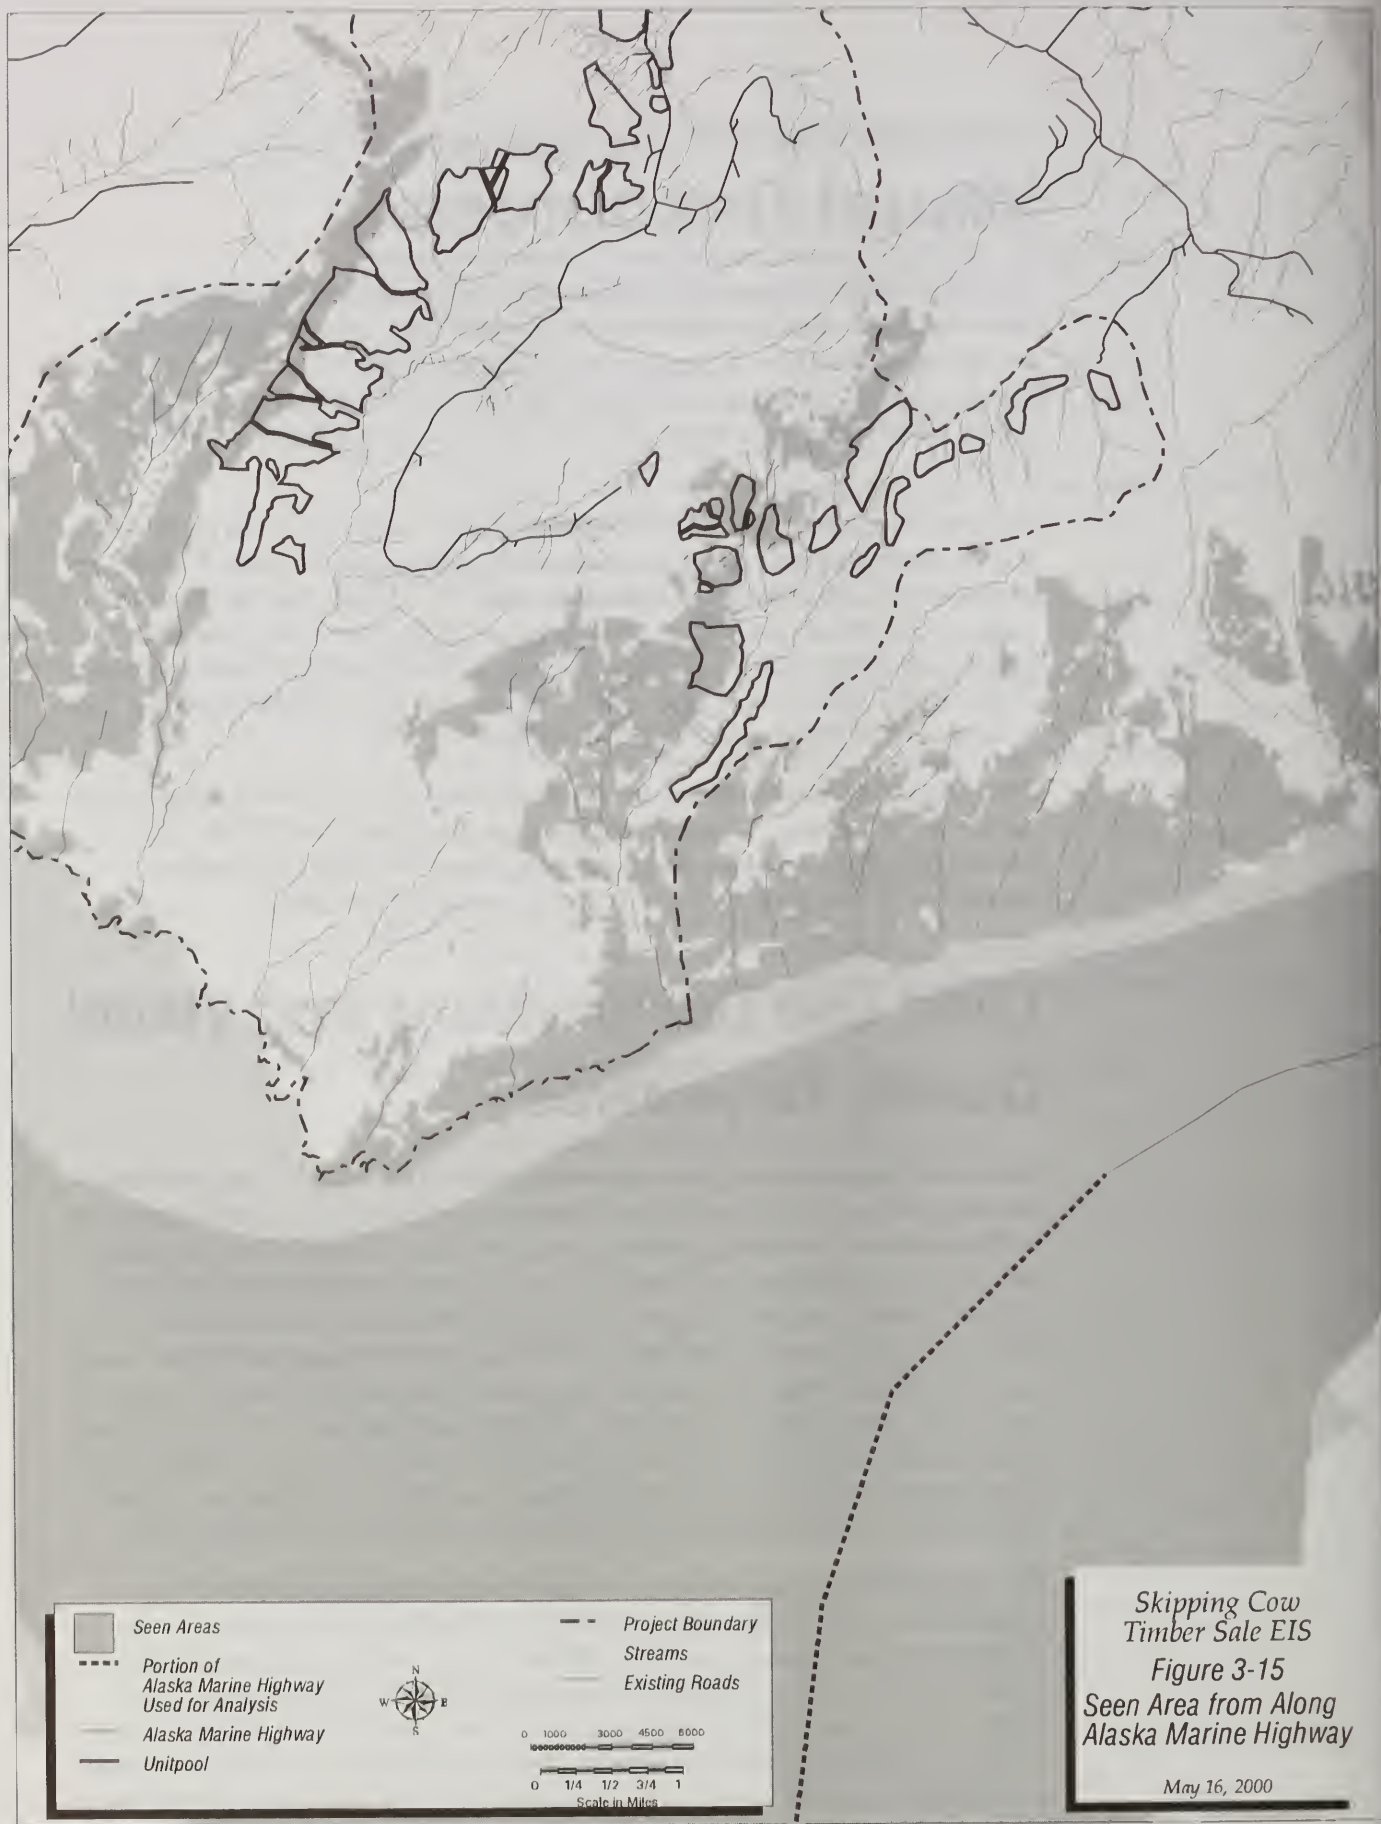 Seen Areas
Portion of
Alaska Marine Highway
Used for Analysis
Alaska Marine Highway
Unitpool
N
W E
S
Project Boundary
Streams
Existing Roads
0 1000 3000 4500 6000
0 1/4 1/2 3/4 1
Scale in Miles
Skipping Cow
Timber Sale EIS
Figure 3-15
Seen Area from Along
Alaska Marine Highway
May 16, 2000